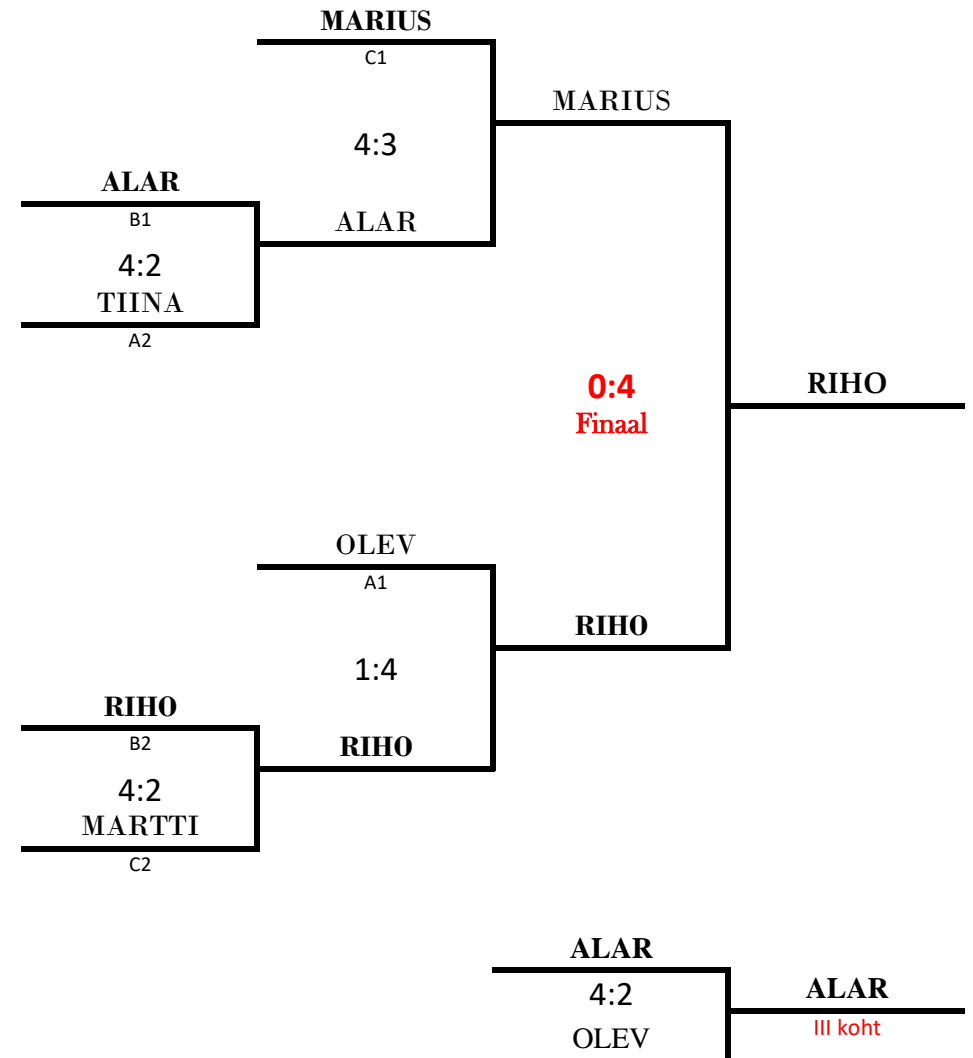 MARIUS
C1
MARIUS
4:3
ALAR
B1
ALAR
4:2
TIINA
A2
0:4
Finaal
RIHO
OLEV
A1
RIHO
1:4
RIHO
B2
RIHO
4:2
MARTTI
C2
ALAR
4:2
ALAR
III koht
OLEV